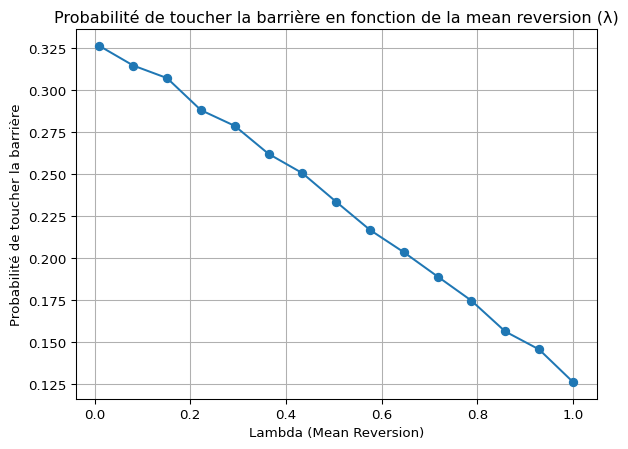 Probabilité de toucher la barrière en fonction de la mean reversion (λ)
0.325
0.300
0.275
0.250
0.225
0.200
0.175
0.150
0.125
Probabilité de toucher la barrière
0.0 0.2 0.4 0.6 0.8 1.0
Lambda (Mean Reversion)